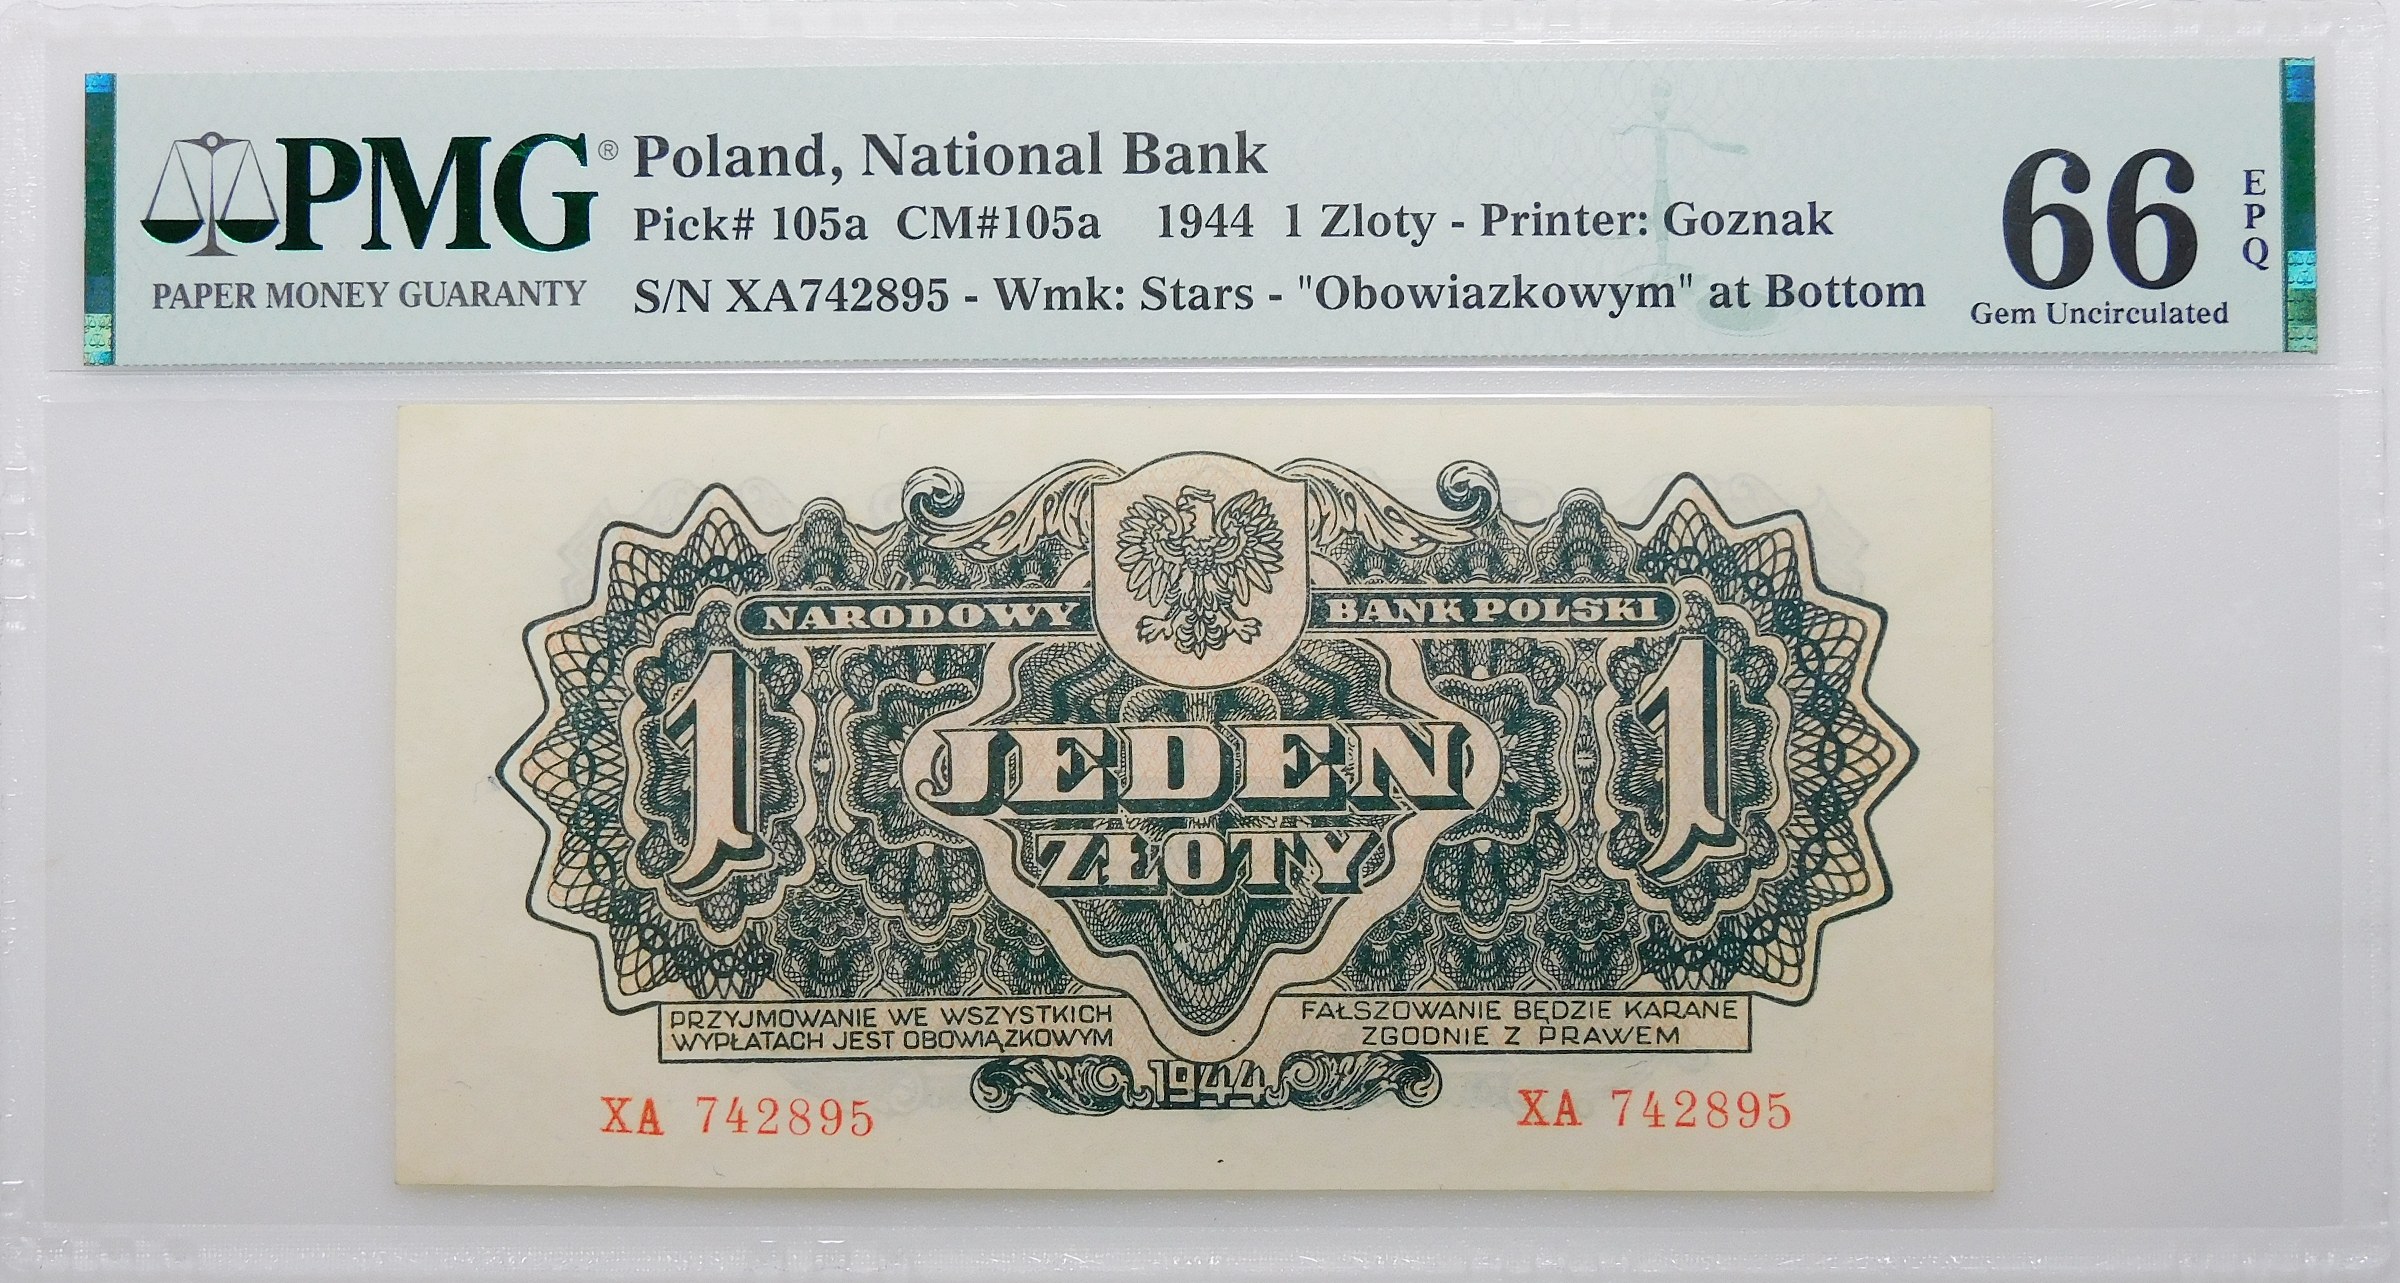 PMG®
PAPER MONEY GUARANTY
Poland, National Bank
Pick# 105a CM#105a 1944 1 Zloty - Printer: Goznak
S/N XA742895 - Wmk: Stars - "Obowiazkowym" at Bottom
66
EPQ
Gem Uncirculated
NARODOWY BANK POLSKI
1 1
JEDEN
ZŁOTY
PRZYJMOWANIE WE WSZYSTKICH
WYPŁATACH JEST OBOWIĄZKOWYM
FAŁSZOWANIE BĘDZIE KARANE
ZGODNIE Z PRAWEM
1944
XA 742895 XA 742895